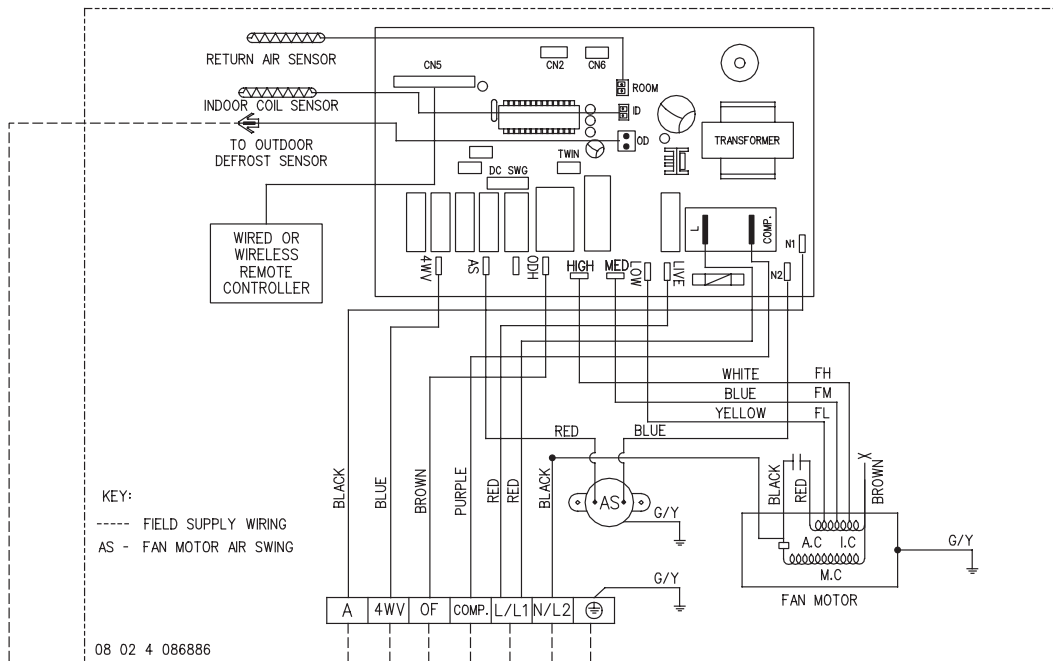 RETURN AIR SENSOR
CN5
CN2
CN6
ROOM
INDOOR COIL SENSOR
ID
TO OUTDOOR
DEFROST SENSOR
OD
TRANSFORMER
TWIN
DC SWG
WIRED OR
WIRELESS
REMOTE
CONTROLLER
L
COMP.
N1
4WV
AS
ODH
HIGH
MED
LOW
LIVE
N2
WHITE FH
BLUE FM
YELLOW FL
RED
BLUE
BLACK
BLUE
BROWN
PURPLE
RED
RED
BLACK
AS
G/Y
BLACK
RED
X
BROWN
KEY:
----- FIELD SUPPLY WIRING
AS - FAN MOTOR AIR SWING
A.C I.C
M.C
G/Y
FAN MOTOR
G/Y
A 4WV OF COMP. L/L1 N/L2
08 02 4 086886